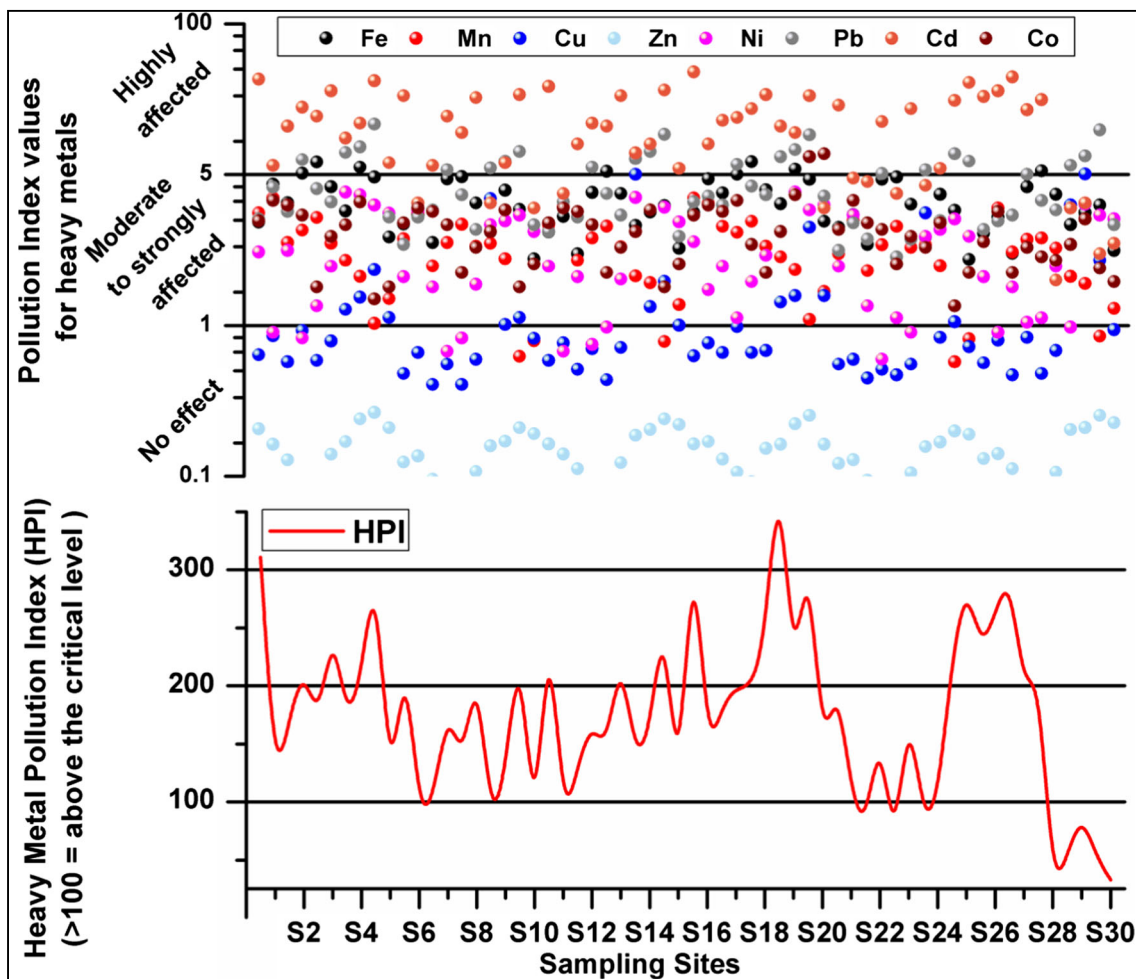 Pollution Index values
for heavy metals
Highly
affected
Moderate
to strongly
affected
No effect
100
5
1
0.1
Fe Mn Cu Zn Ni Pb Cd Co
Heavy Metal Pollution Index (HPI)
(>100 = above the critical level )
HPI
300
200
100
S2 S4 S6 S8 S10 S12 S14 S16 S18 S20 S22 S24 S26 S28 S30
Sampling Sites